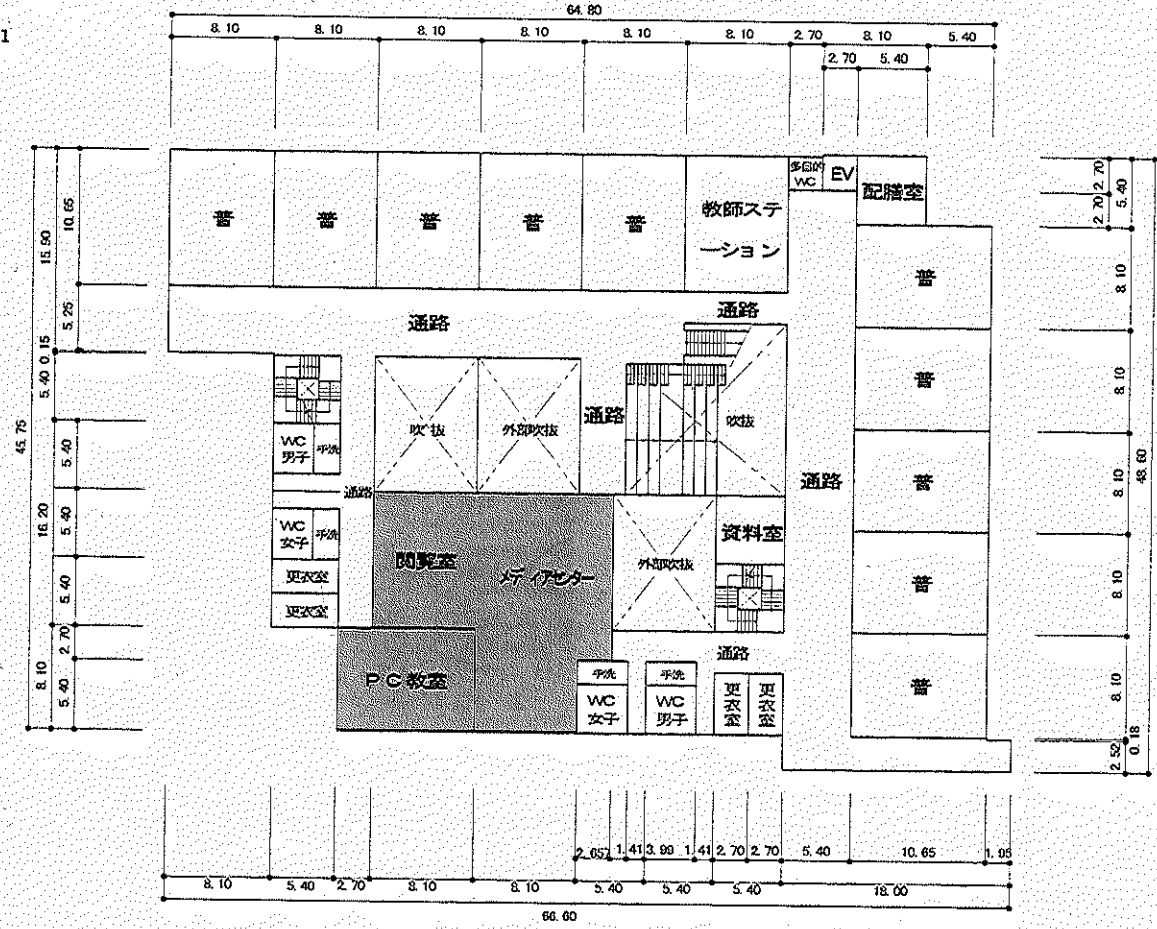 1
64.80
8.10 8.10 8.10 8.10 8.10 8.10 2.70 8.10 5.40
2.70 5.40
普
普
普
普
普
教師ステ
ーション
多目的
WC
EV
配膳室
普
普
普
普
普
通路
通路
通路
通路
通路
通路
吹抜
外部吹抜
吹抜
外部吹抜
WC
男子
手洗
WC
女子
手洗
更衣室
更衣室
閲覧室
メディアセンター
PC教室
資料室
手洗
WC
女子
手洗
WC
男子
更衣室
更衣室
45.75
15.90
0.15
5.40
16.20
8.10
10.65
5.25
5.40
5.40
5.40
2.70
5.40
2.70
2.70
5.40
8.10
8.10
8.10
8.10
8.10
2.52
0.18
48.60
2.657 1.41 3.99 1.41 2.70 2.70 5.40 10.65 1.95
8.10 5.40 2.70 8.10 8.10 5.40 5.40 5.40 18.00
66.60